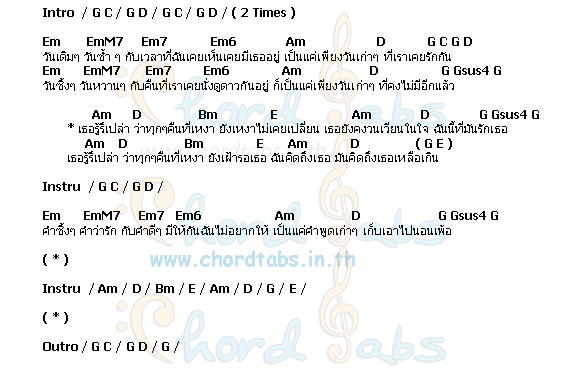 Intro / G C / G D / G C / G D / ( 2 Times )
Em EmM7 Em7 Em6 Am D G C G D
วันเดิมๆ วันซ้ำ ๆ กับเวลาที่ฉันเคยเห็นเคยมีเธออยู่ เป็นแค่เพียงวันเก่าๆ ที่เราเคยรักกัน
Em EmM7 Em7 Em6 Am D G Gsus4 G
วันซึ้งๆ วันหวานๆ กับคืนที่เราเคยนั่งดูดาวกันอยู่ ก็เป็นแค่เพียงวันเก่าๆ ที่คงไม่มีอีกแล้ว
Am D Bm E Am D G Gsus4 G
* เธอรู้รึเปล่า ว่าทุกๆคืนที่เหงา ยังเหงาไม่เคยเปลี่ยน เธอยังคงวนเวียนในใจ ฉันนี้ที่มันรักเธอ
Am D Bm E Am D ( G E )
เธอรู้รึเปล่า ว่าทุกๆคืนที่เหงา ยังเฝ้ารอเธอ ฉันคิดถึงเธอ มันคิดถึงเธอเหลือเกิน
Instru / G C / G D /
Em EmM7 Em7 Em6 Am D G Gsus4 G
คำซึ้งๆ คำว่ารัก กับคำดีๆ มีให้กันฉันไม่อยากให้ เป็นแค่คำพูดเก่าๆ เก็บเอาไปนอนเพ้อ
( * )
www.chordtabs.in.th
Instru / Am / D / Bm / E / Am / D / G / E /
( * )
Outro / G C / G D / G /
Chord Tabs